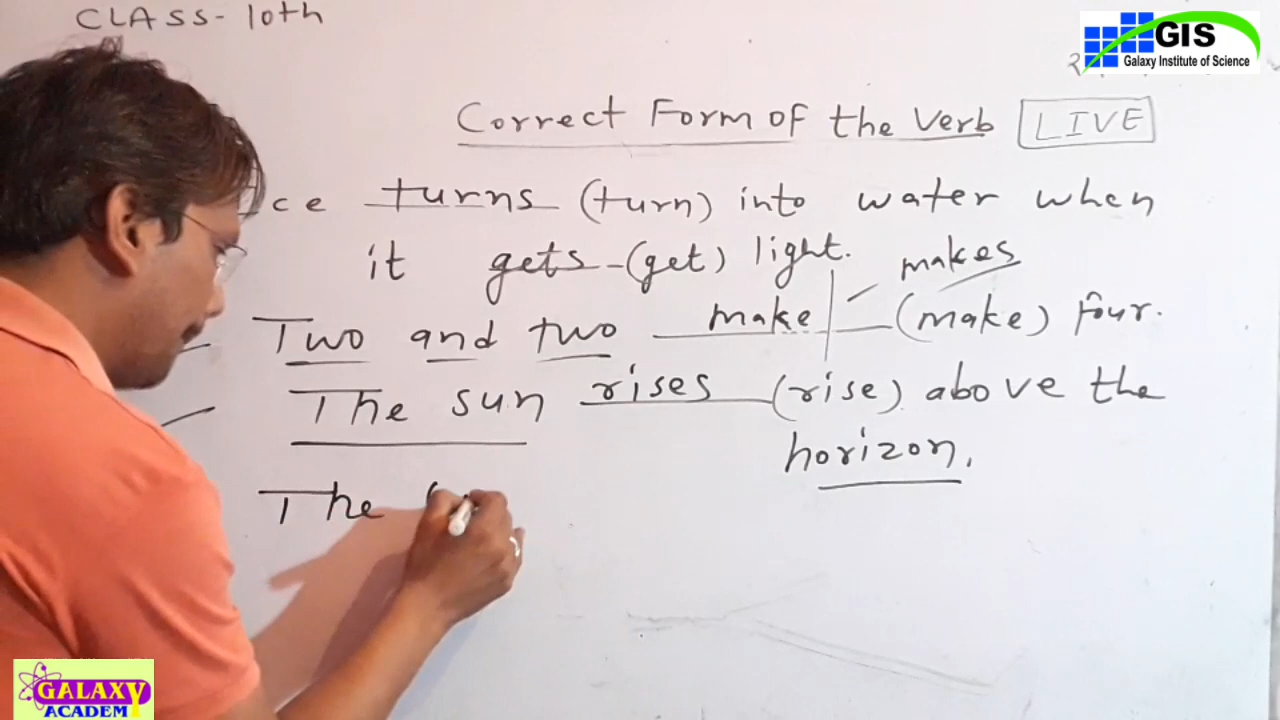 CLASS-10th
GIS
Galaxy Institute of Science
Correct Form of the Verb LIVE
Ice turns (turn) into water when
it gets (get) light.
makes
Two and two make (make) four.
The sun rises (rise) above the
horizon.
The
GALAXY
ACADEMY